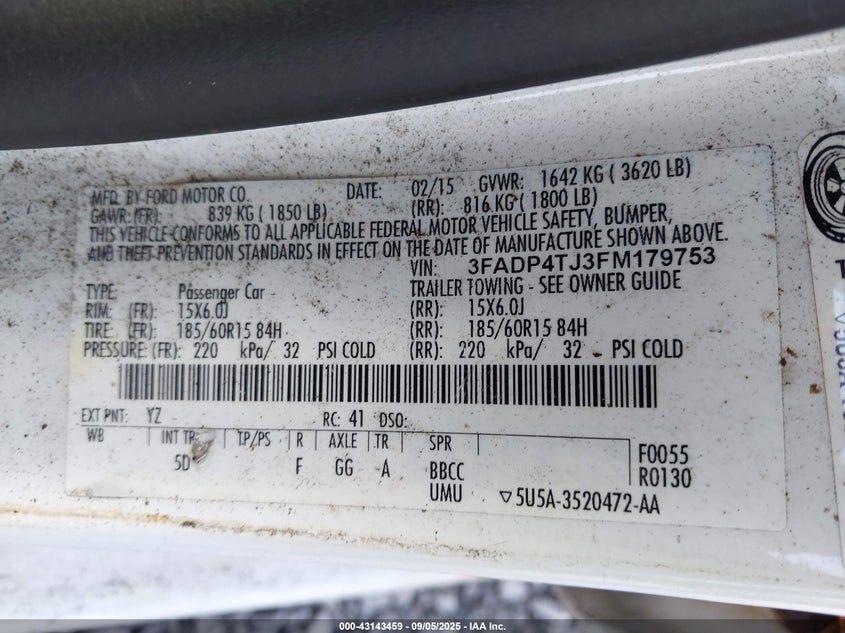 MFD. BY FORD MOTOR CO. DATE: 02/15 GVWR: 1642 KG ( 3620 LB)
GAWR: (FR): 839 KG ( 1850 LB) (RR): 816 KG ( 1800 LB)
THIS VEHICLE CONFORMS TO ALL APPLICABLE FEDERAL MOTOR VEHICLE SAFETY, BUMPER,
AND THEFT PREVENTION STANDARDS IN EFFECT ON THE DATE OF MANUFACTURE SHOWN ABOVE.
VIN: 3FADP4TJ3FM179753
TYPE: Passenger Car TRAILER TOWING - SEE OWNER GUIDE
RIM: (FR): 15X6.0J (RR): 15X6.0J
TIRE: (FR): 185/60R15 84H (RR): 185/60R15 84H
PRESSURE: (FR): 220 kPa/ 32 PSI COLD (RR): 220 kPa/ 32 PSI COLD
EXT PNT: YZ RC: 41 DSO:
WB INT TR TP/PS R AXLE TR SPR
5D F GG A BBCC
UMU
F0055
R0130
▽5U5A-3520472-AA
000-43143459 - 09/05/2025 - IAA Inc.